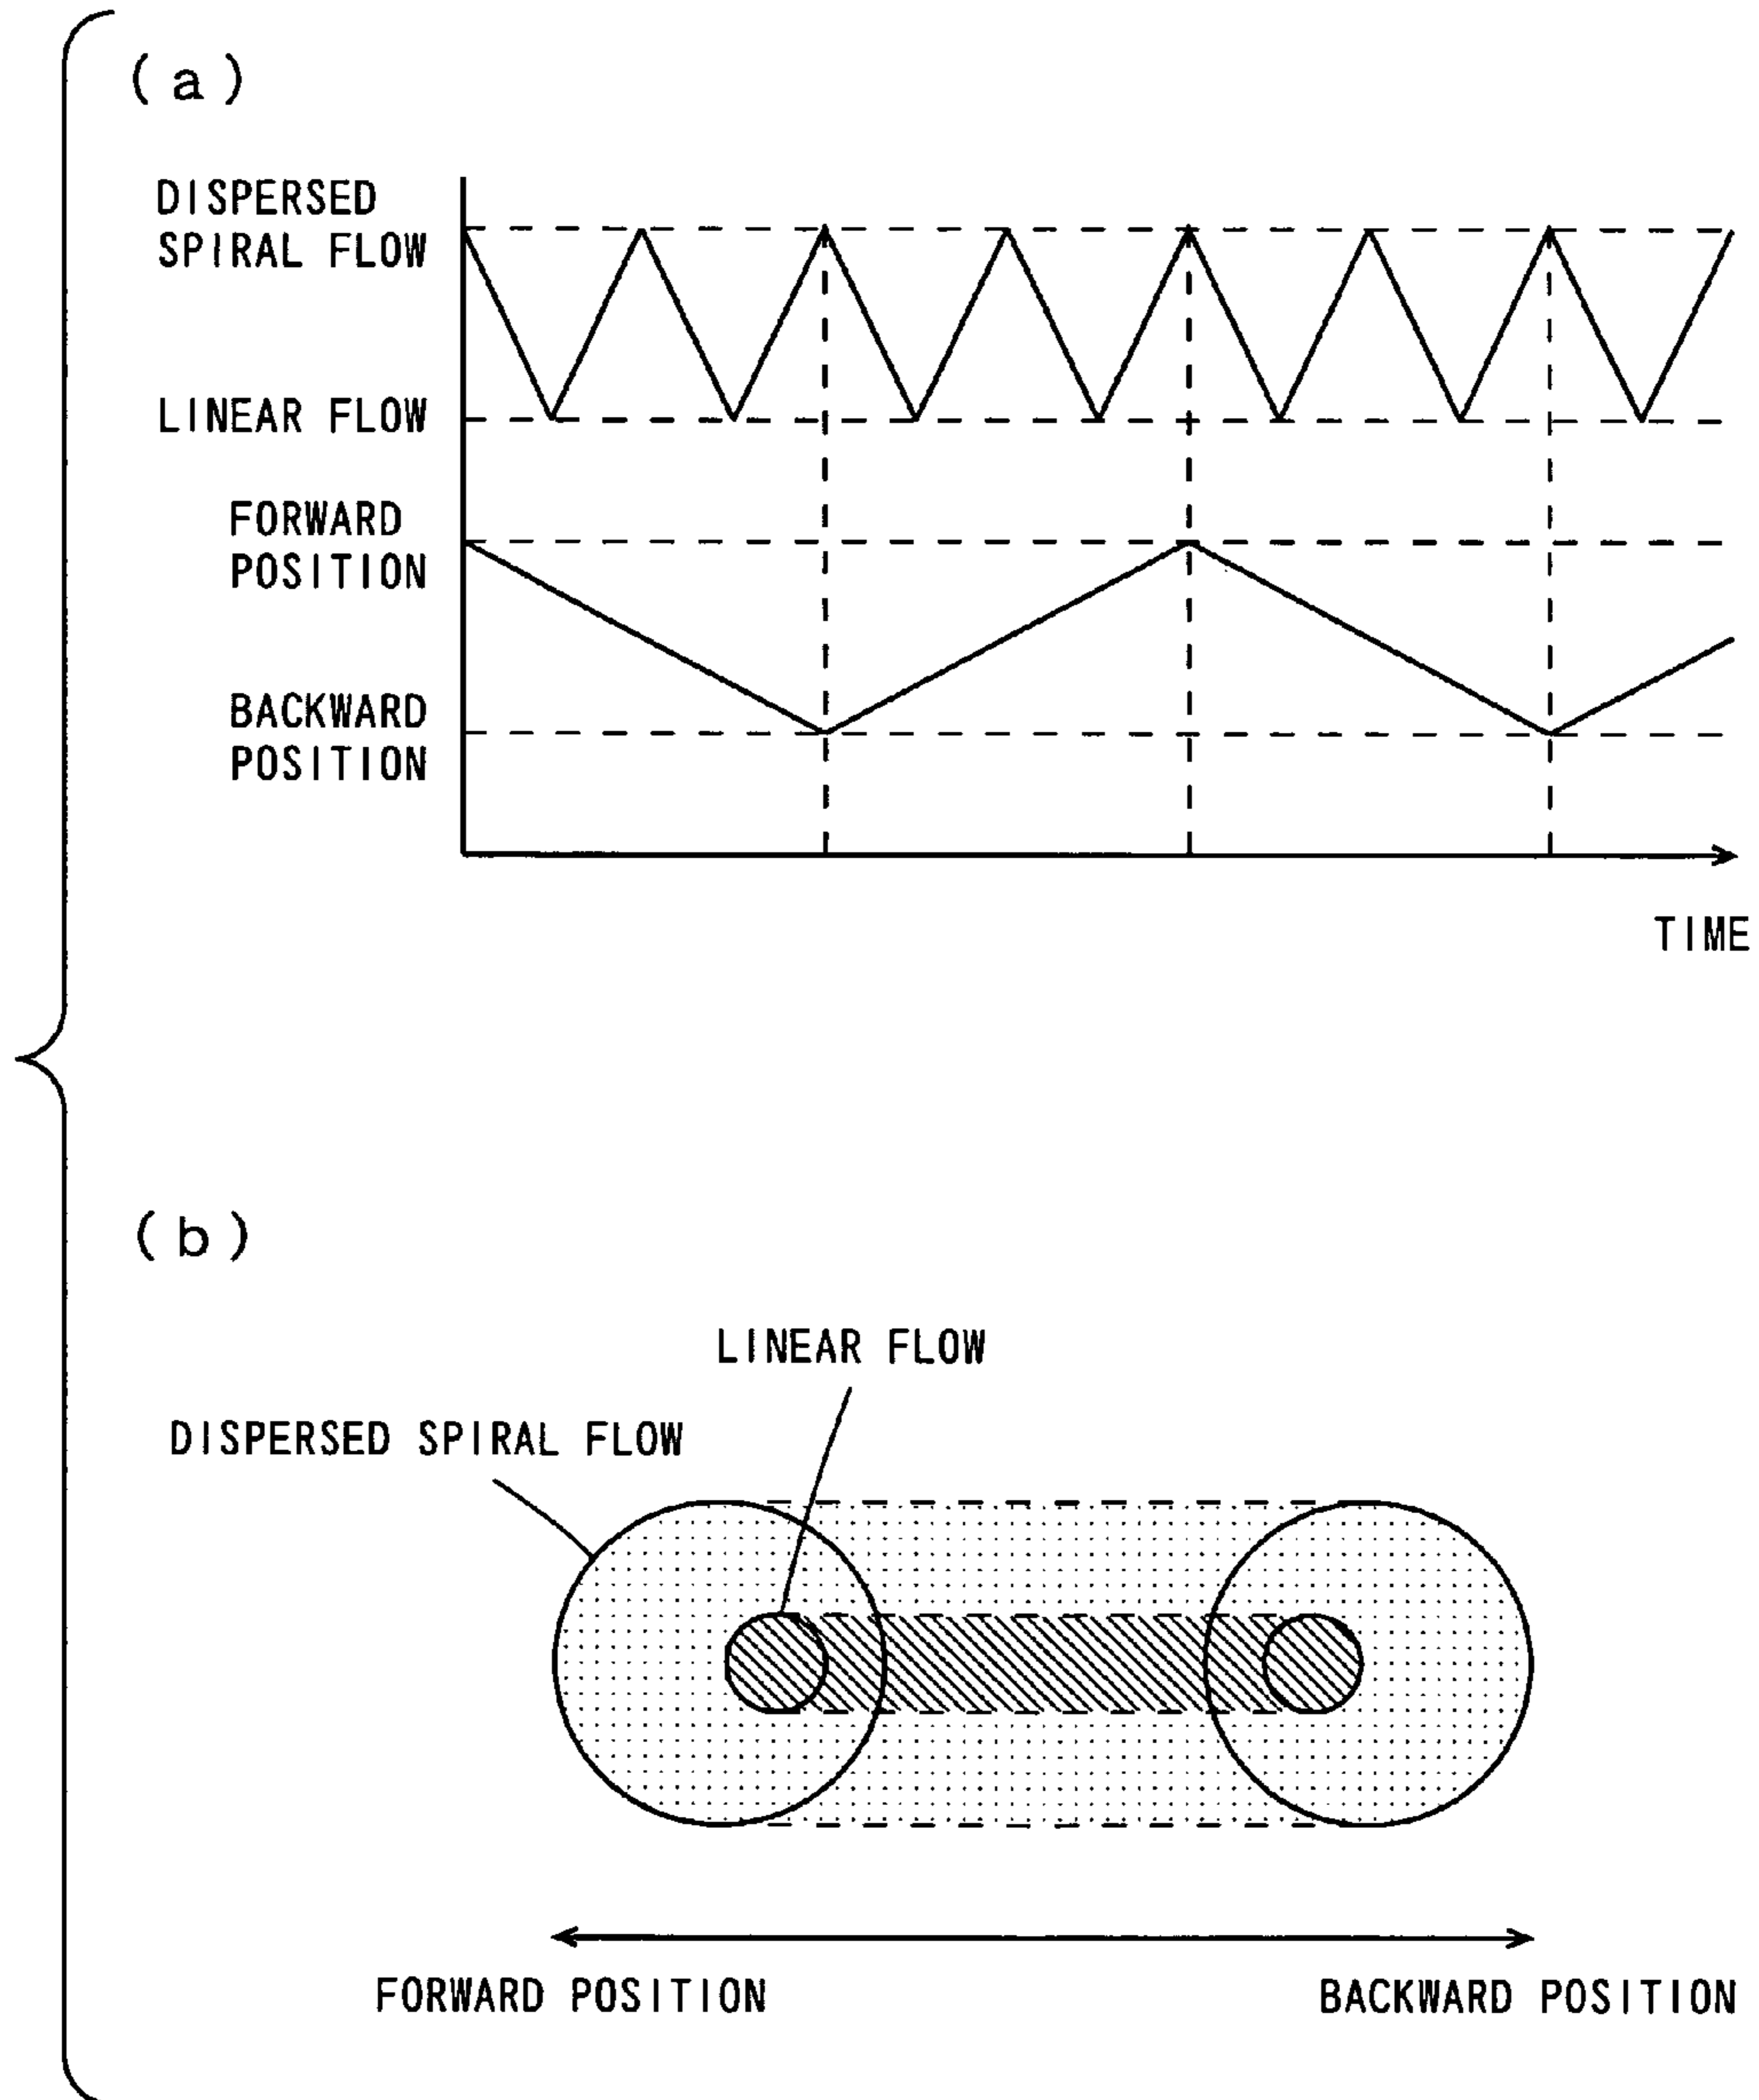 (a)
DISPERSED
SPIRAL FLOW
LINEAR FLOW
FORWARD
POSITION
BACKWARD
POSITION
TIME
(b)
LINEAR FLOW
DISPERSED SPIRAL FLOW
FORWARD POSITION
BACKWARD POSITION